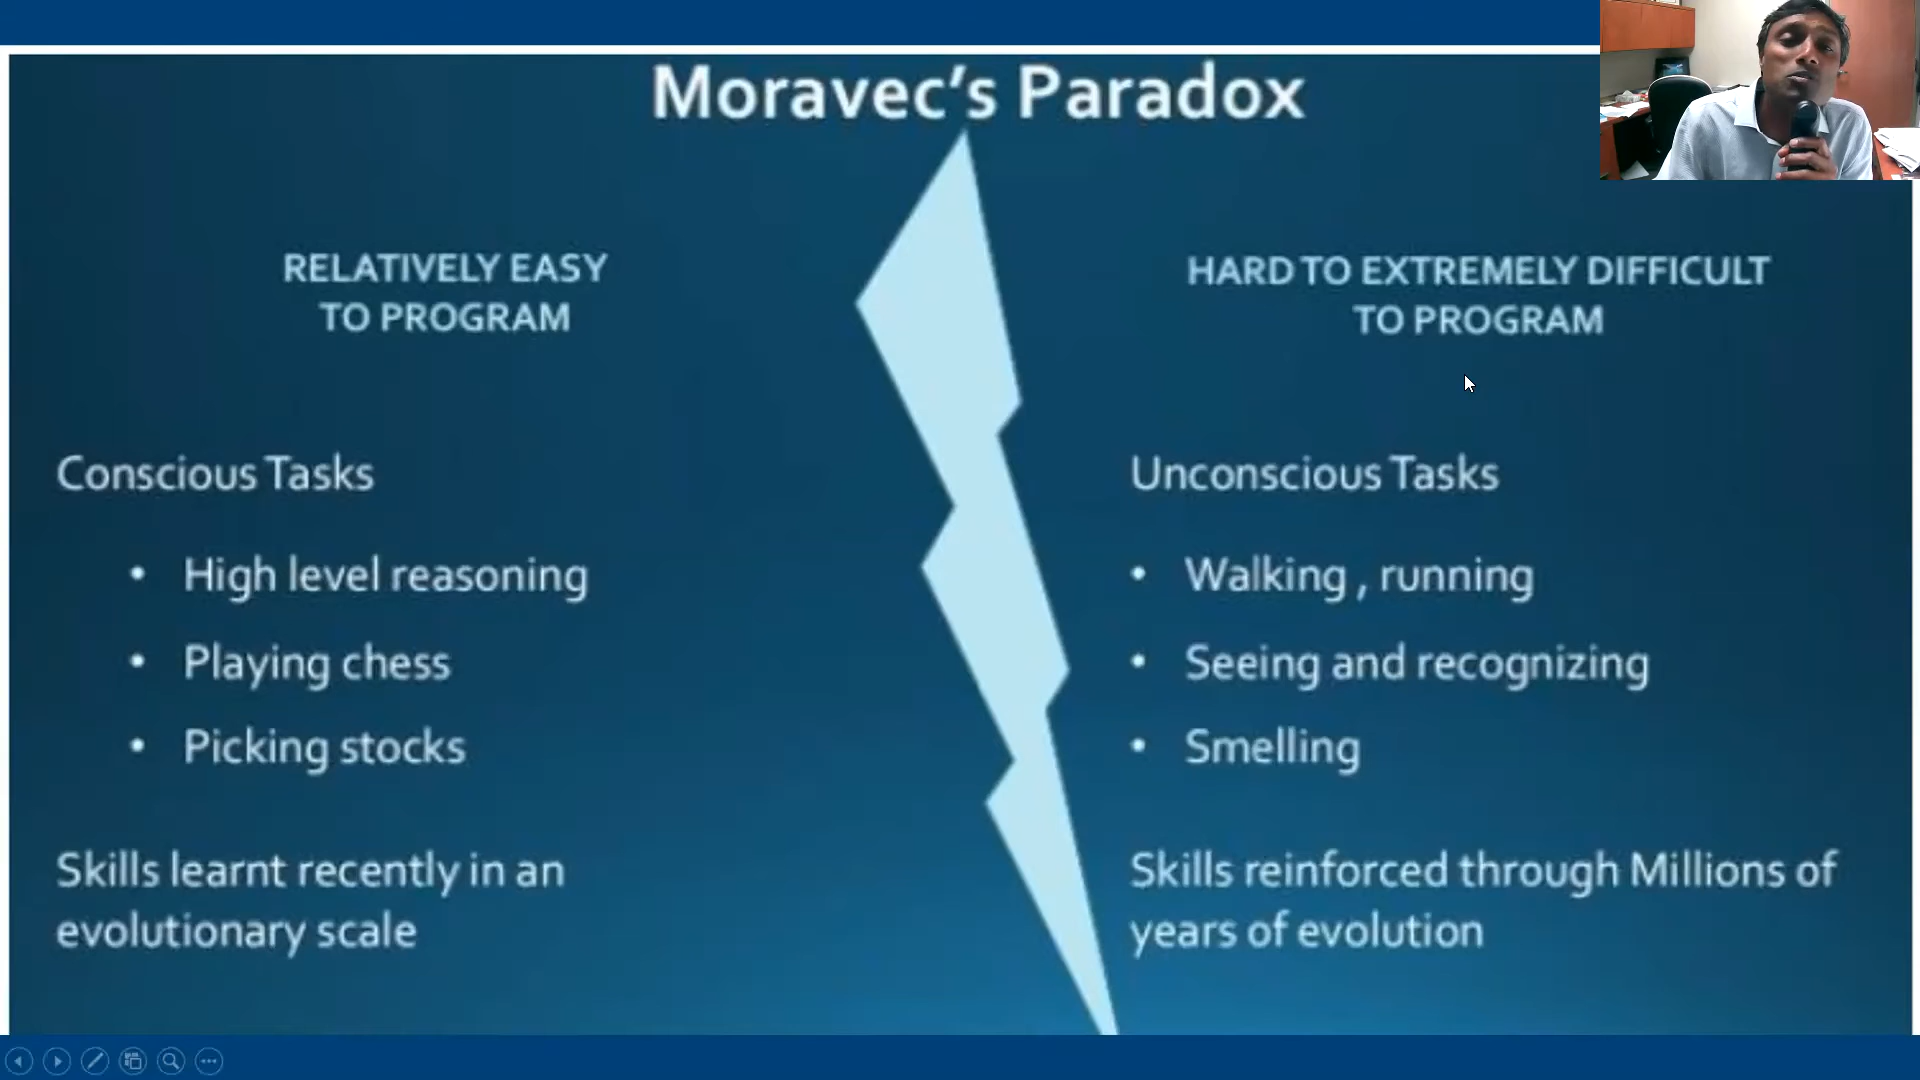 Moravec's Paradox
RELATIVELY EASY
TO PROGRAM
Conscious Tasks
• High level reasoning
• Playing chess
• Picking stocks
Skills learnt recently in an
evolutionary scale
HARD TO EXTREMELY DIFFICULT
TO PROGRAM
Unconscious Tasks
• Walking , running
• Seeing and recognizing
• Smelling
Skills reinforced through Millions of
years of evolution